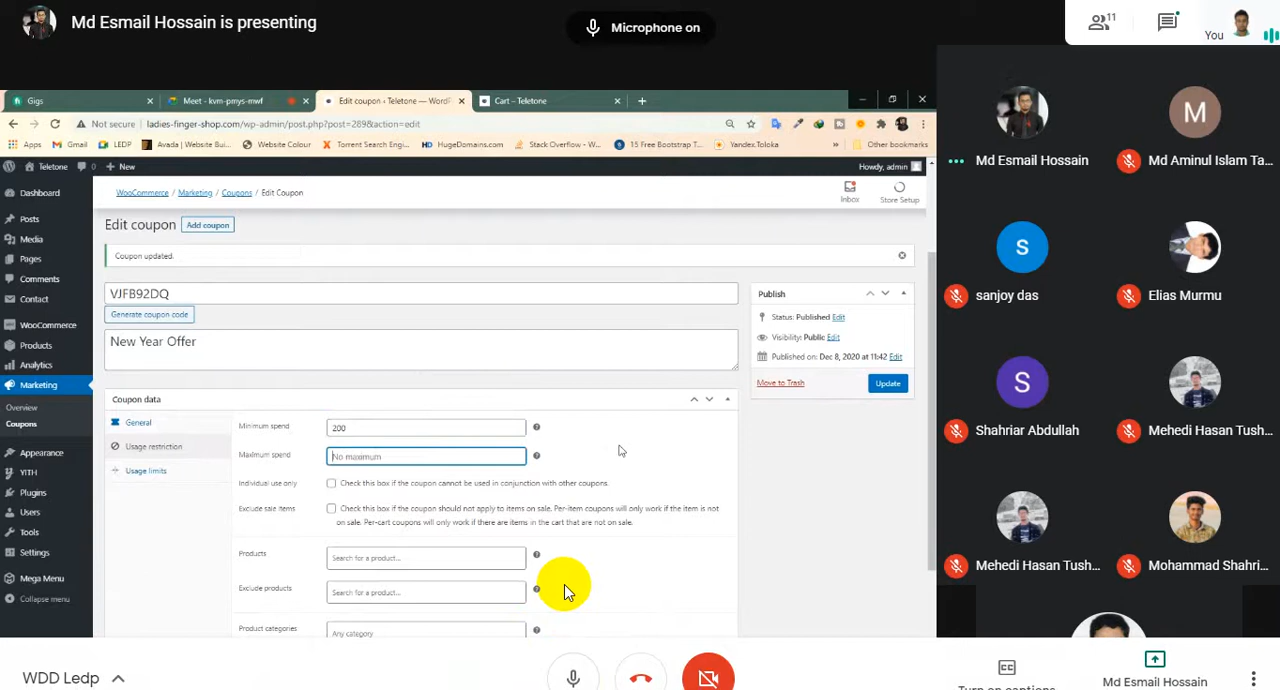 Md Esmail Hossain is presenting
Microphone on
11
You
Gigs
Meet - kvm-pmys-mwf
Edit coupon ‹ Teletone — WordP
Cart – Teletone
Not secure
ladies-finger-shop.com/wp-admin/post.php?post=289&action=edit
Apps
Gmail
LEDP
Avada | Website Bui...
Website Colour
Torrent Search Engi...
HugeDomains.com
Stack Overflow - W...
15 Free Bootstrap T...
Yandex.Toloka
»
Other bookmarks
Teletone
0
New
Howdy, admin
Dashboard
Posts
Media
Pages
Comments
Contact
WooCommerce
Products
Analytics
Marketing
Overview
Coupons
Appearance
YITH
Plugins
Users
Tools
Settings
Mega Menu
Collapse menu
WooCommerce / Marketing / Coupons / Edit Coupon
Inbox
Store Setup
Edit coupon
Add coupon
Coupon updated.
VJFB92DQ
Generate coupon code
New Year Offer
Publish
Status: Published Edit
Visibility: Public Edit
Published on: Dec 8, 2020 at 11:42 Edit
Move to Trash
Update
Coupon data
General
Usage restriction
Usage limits
Minimum spend
200
Maximum spend
No maximum
Individual use only
Check this box if the coupon cannot be used in conjunction with other coupons.
Exclude sale items
Check this box if the coupon should not apply to items on sale. Per-item coupons will only work if the item is not
on sale. Per-cart coupons will only work if there are items in the cart that are not on sale.
Products
Search for a product...
Exclude products
Search for a product...
Product categories
Any category
Md Esmail Hossain
M
Md Aminul Islam Ta...
S
sanjoy das
Elias Murmu
S
Shahriar Abdullah
Mehedi Hasan Tush...
Mehedi Hasan Tush...
Mohammad Shahri...
WDD Ledp
Turn on captions
Md Esmail Hossain